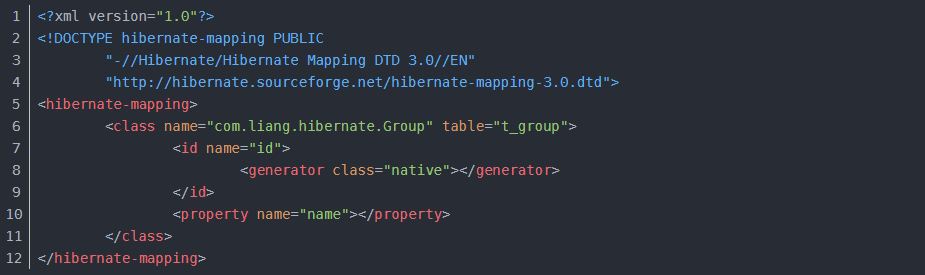 1 <?xml version="1.0"?>
2 <!DOCTYPE hibernate-mapping PUBLIC
3         "-//Hibernate/Hibernate Mapping DTD 3.0//EN"
4         "http://hibernate.sourceforge.net/hibernate-mapping-3.0.dtd">
5 <hibernate-mapping>
6         <class name="com.liang.hibernate.Group" table="t_group">
7                 <id name="id">
8                         <generator class="native"></generator>
9                 </id>
10                 <property name="name"></property>
11         </class>
12 </hibernate-mapping>